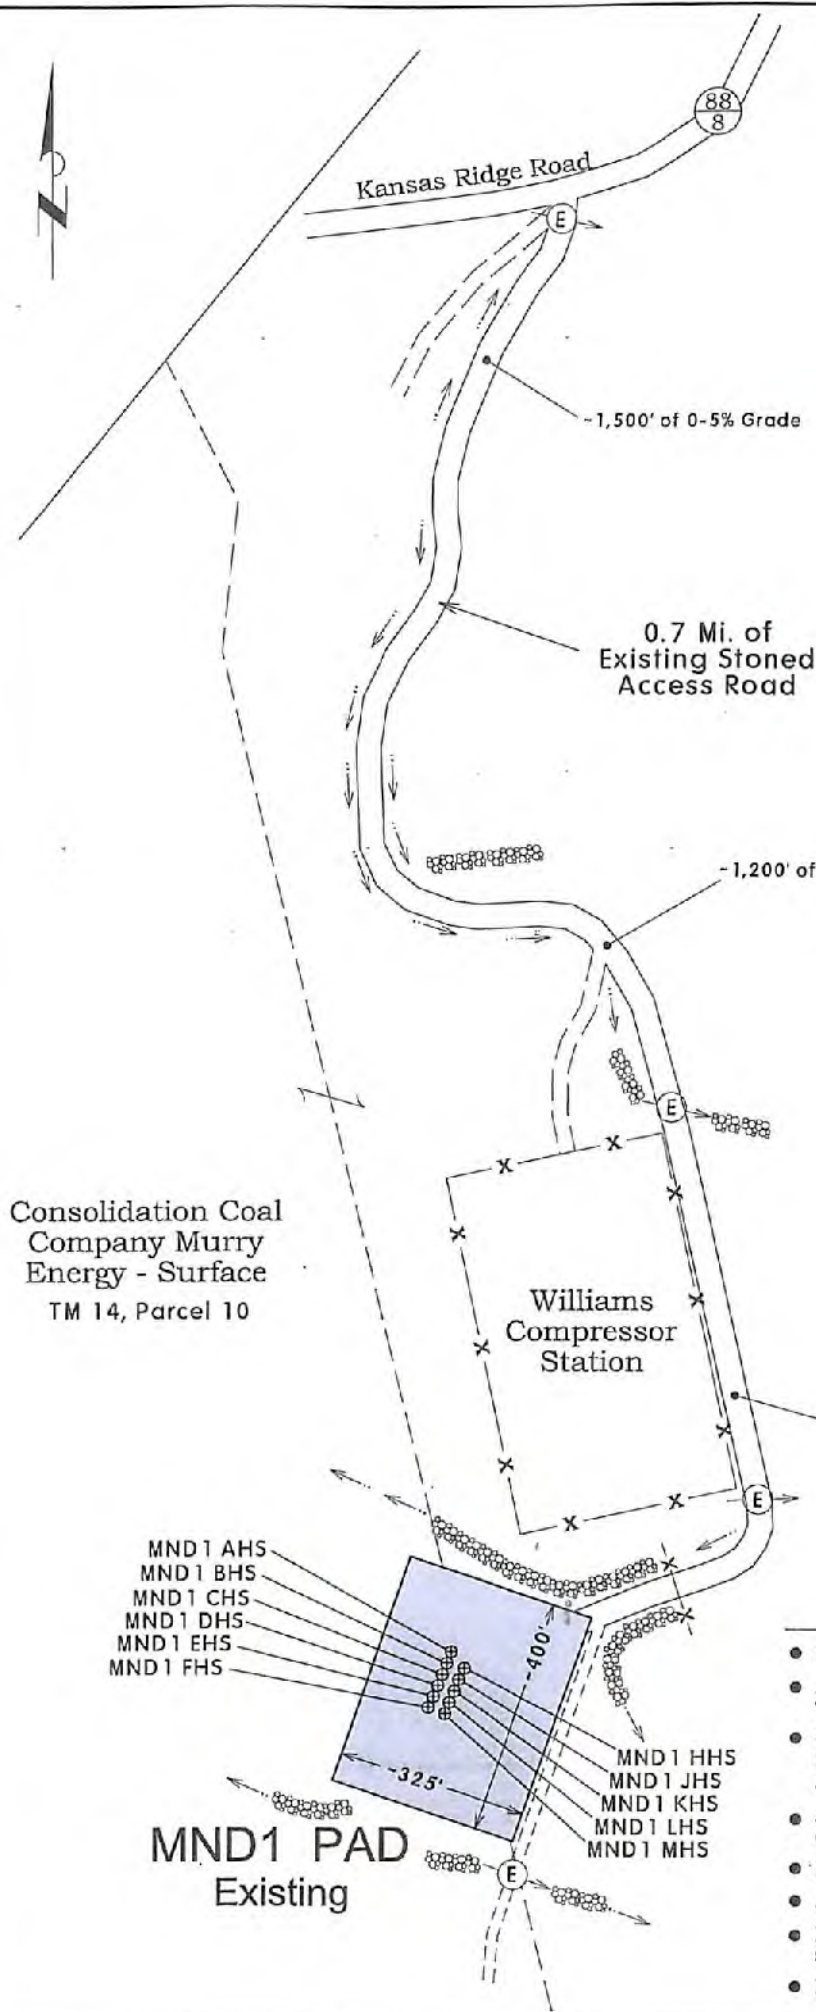 N
88
8
Kansas Ridge Road
E
~1,500' of 0-5% Grade
0.7 Mi. of
Existing Stoned
Access Road
~1,200' of
E
Consolidation Coal
Company Murry
Energy - Surface
TM 14, Parcel 10
Williams
Compressor
Station
E
MND1 AHS
MND1 BHS
MND1 CHS
MND1 DHS
MND1 EHS
MND1 FHS
~400'
~325'
MND1 HHS
MND1 JHS
MND1 KHS
MND1 LHS
MND1 MHS
MND1 PAD
Existing
E